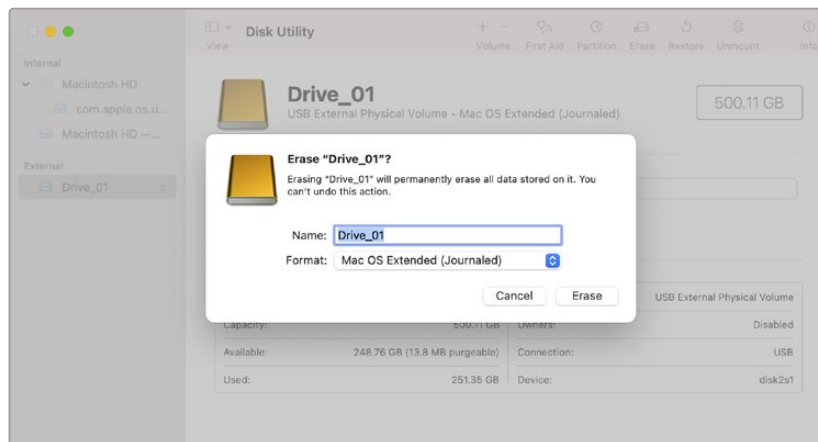 Disk Utility
View
Volume First Aid Partition Erase Restore Unmount Info
Internal
Macintosh HD
com.apple.os.u...
Macintosh HD —...
External
Drive_01
Drive_01
USB External Physical Volume • Mac OS Extended (Journaled)
500.11 GB
Erase “Drive_01”?
Erasing “Drive_01” will permanently erase all data stored on it. You
can’t undo this action.
Name: Drive_01
Format: Mac OS Extended (Journaled)
Cancel Erase
USB External Physical Volume
Capacity: 500.11 GB Owners: Disabled
Available: 248.76 GB (13.8 MB purgeable) Connection: USB
Used: 251.35 GB Device: disk2s1